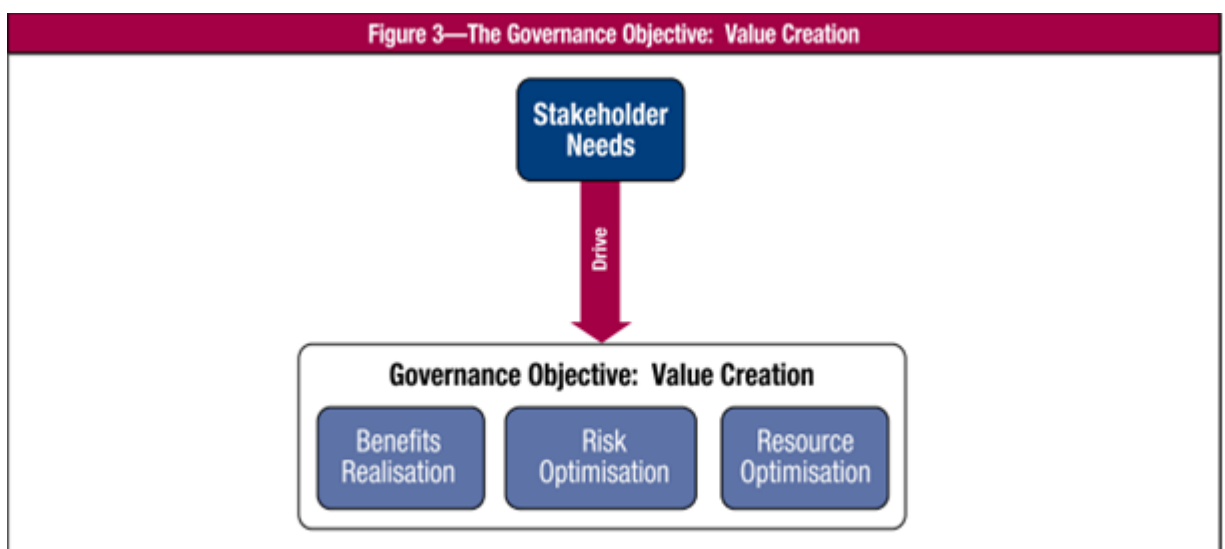 Figure 3—The Governance Objective: Value Creation
Stakeholder
Needs
Drive
Governance Objective: Value Creation
Benefits
Realisation
Risk
Optimisation
Resource
Optimisation